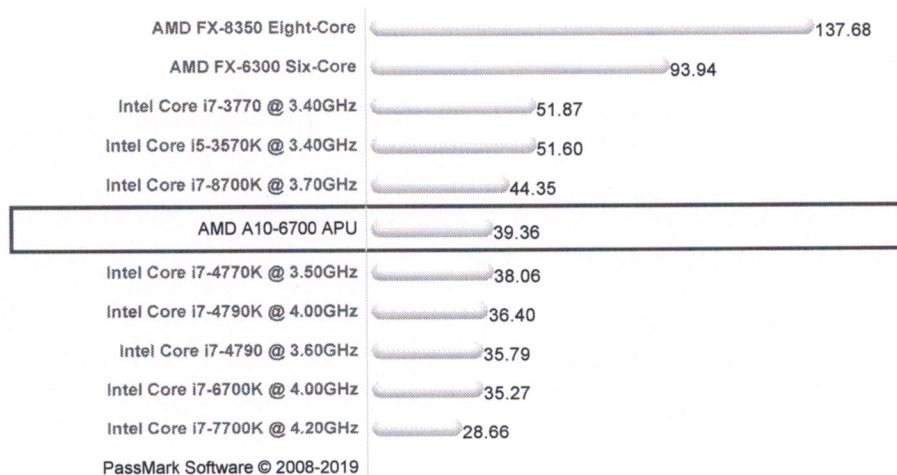 AMD FX-8350 Eight-Core 137.68
AMD FX-6300 Six-Core 93.94
Intel Core i7-3770 @ 3.40GHz 51.87
Intel Core i5-3570K @ 3.40GHz 51.60
Intel Core i7-8700K @ 3.70GHz 44.35
AMD A10-6700 APU 39.36
Intel Core i7-4770K @ 3.50GHz 38.06
Intel Core i7-4790K @ 4.00GHz 36.40
Intel Core i7-4790 @ 3.60GHz 35.79
Intel Core i7-6700K @ 4.00GHz 35.27
Intel Core i7-7700K @ 4.20GHz 28.66
PassMark Software © 2008-2019